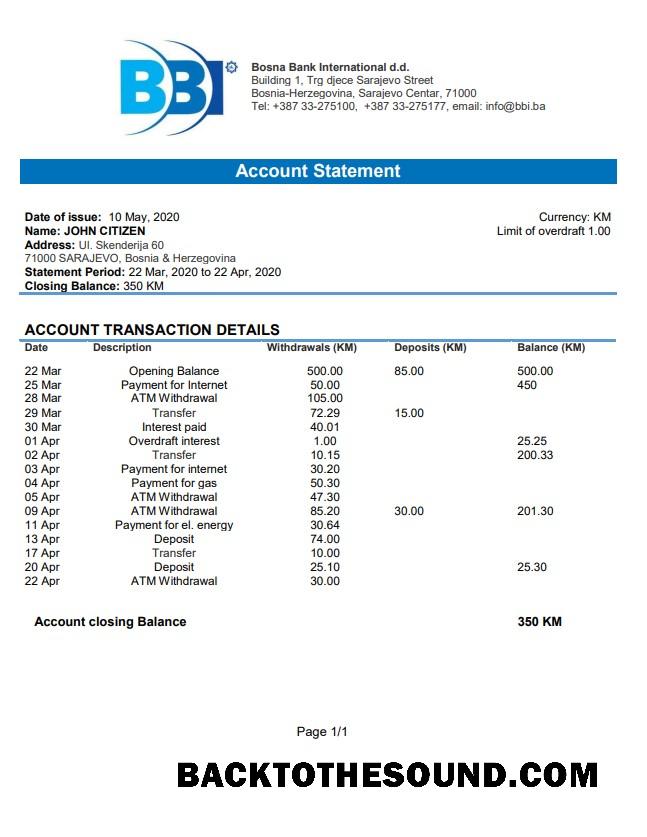 BBI
Bosna Bank International d.d.
Building 1, Trg djece Sarajevo Street
Bosnia-Herzegovina, Sarajevo Centar, 71000
Tel: +387 33-275100, +387 33-275177, email: info@bbi.ba
Account Statement
Date of issue: 10 May, 2020 Currency: KM
Name: JOHN CITIZEN Limit of overdraft 1.00
Address: Ul. Skenderija 60
71000 SARAJEVO, Bosnia & Herzegovina
Statement Period: 22 Mar, 2020 to 22 Apr, 2020
Closing Balance: 350 KM
ACCOUNT TRANSACTION DETAILS
Date Description Withdrawals (KM) Deposits (KM) Balance (KM)
22 Mar Opening Balance 500.00 85.00 500.00
25 Mar Payment for Internet 50.00 450
28 Mar ATM Withdrawal 105.00
29 Mar Transfer 72.29 15.00
30 Mar Interest paid 40.01
01 Apr Overdraft interest 1.00 25.25
02 Apr Transfer 10.15 200.33
03 Apr Payment for internet 30.20
04 Apr Payment for gas 50.30
05 Apr ATM Withdrawal 47.30
09 Apr ATM Withdrawal 85.20 30.00 201.30
11 Apr Payment for el. energy 30.64
13 Apr Deposit 74.00
17 Apr Transfer 10.00
20 Apr Deposit 25.10 25.30
22 Apr ATM Withdrawal 30.00
Account closing Balance 350 KM
Page 1/1
BACKTOTHESOUND.COM